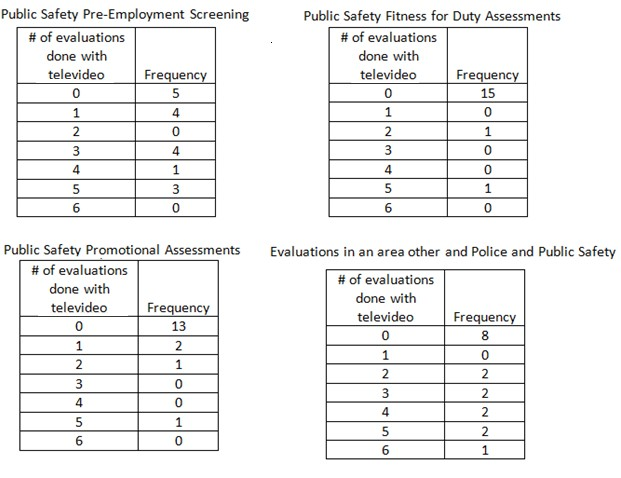 Public Safety Pre-Employment Screening
# of evaluations
done with
televideo Frequency
0 5
1 4
2 0
3 4
4 1
5 3
6 0
Public Safety Fitness for Duty Assessments
# of evaluations
done with
televideo Frequency
0 15
1 0
2 1
3 0
4 0
5 1
6 0
Public Safety Promotional Assessments
# of evaluations
done with
televideo Frequency
0 13
1 2
2 1
3 0
4 0
5 1
6 0
Evaluations in an area other and Police and Public Safety
# of evaluations
done with
televideo Frequency
0 8
1 0
2 2
3 2
4 2
5 2
6 1